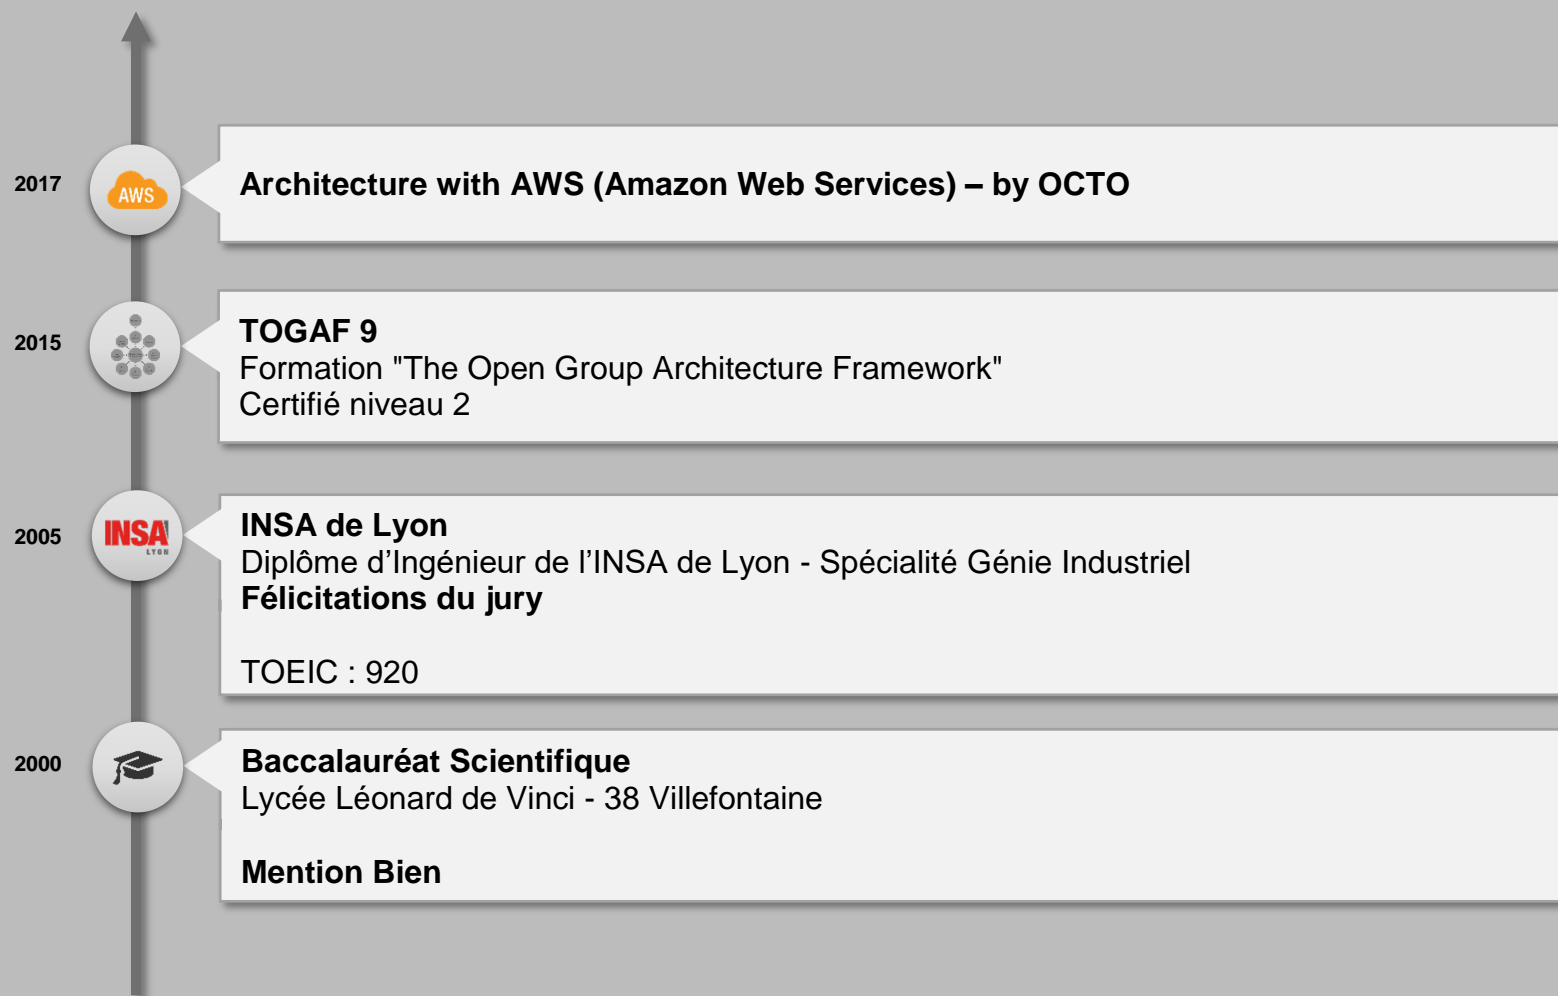 2017
AWS
Architecture with AWS (Amazon Web Services) – by OCTO
2015
TOGAF 9
Formation "The Open Group Architecture Framework"
Certifié niveau 2
2005
INSA
LYON
INSA de Lyon
Diplôme d’Ingénieur de l’INSA de Lyon - Spécialité Génie Industriel
Félicitations du jury
TOEIC : 920
2000
Baccalauréat Scientifique
Lycée Léonard de Vinci - 38 Villefontaine
Mention Bien